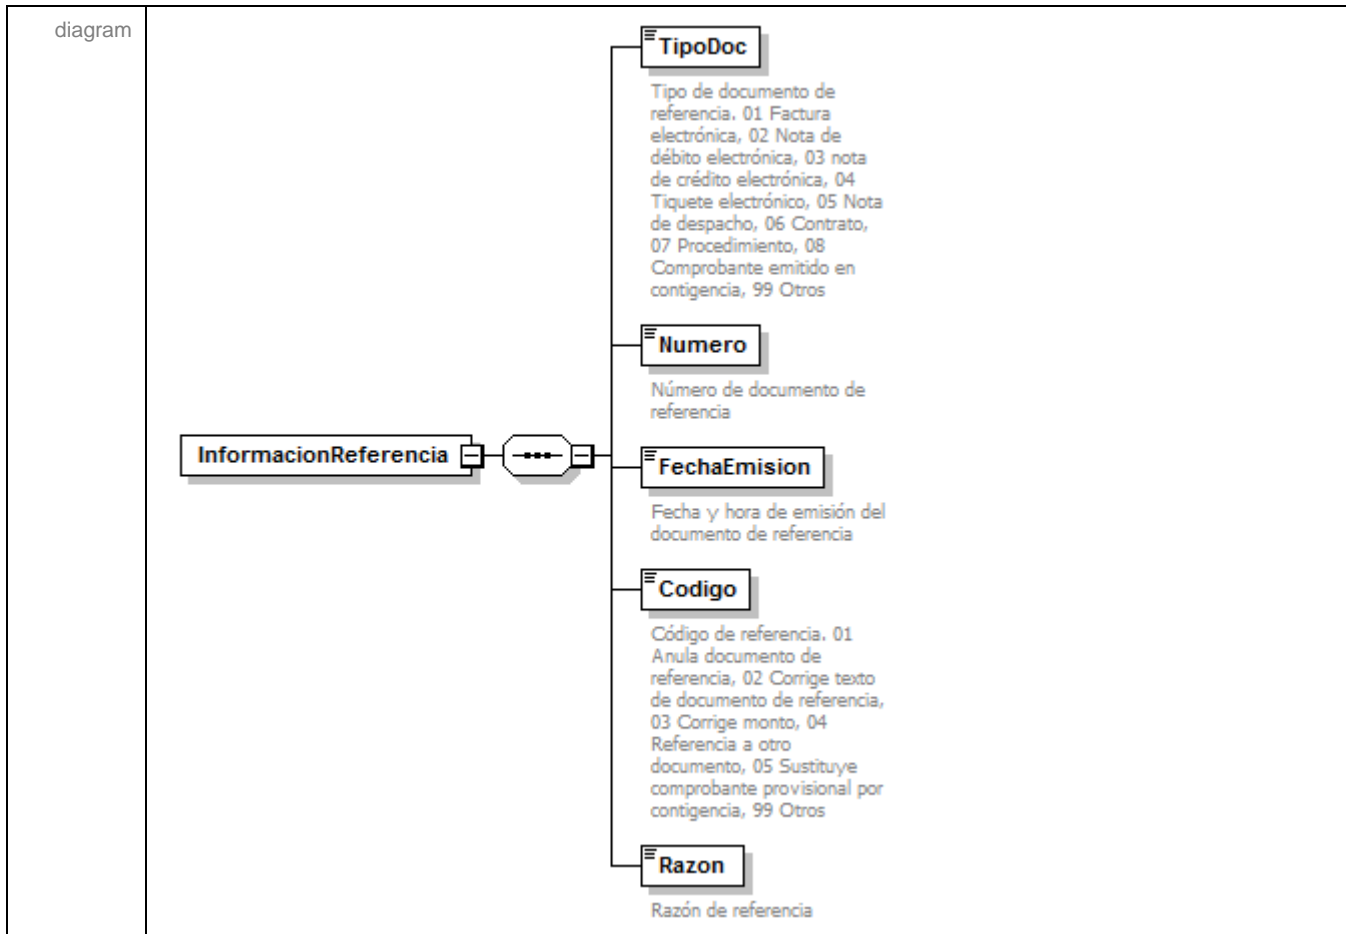 diagram
TipoDoc
Tipo de documento de
referencia. 01 Factura
electrónica, 02 Nota de
débito electrónica, 03 nota
de crédito electrónica, 04
Tiquete electrónico, 05 Nota
de despacho, 06 Contrato,
07 Procedimiento, 08
Comprobante emitido en
contigencia, 99 Otros
Numero
Número de documento de
referencia
InformacionReferencia
FechaEmision
Fecha y hora de emisión del
documento de referencia
Codigo
Código de referencia. 01
Anula documento de
referencia, 02 Corrige texto
de documento de referencia,
03 Corrige monto, 04
Referencia a otro
documento, 05 Sustituye
comprobante provisional por
contigencia, 99 Otros
Razon
Razón de referencia